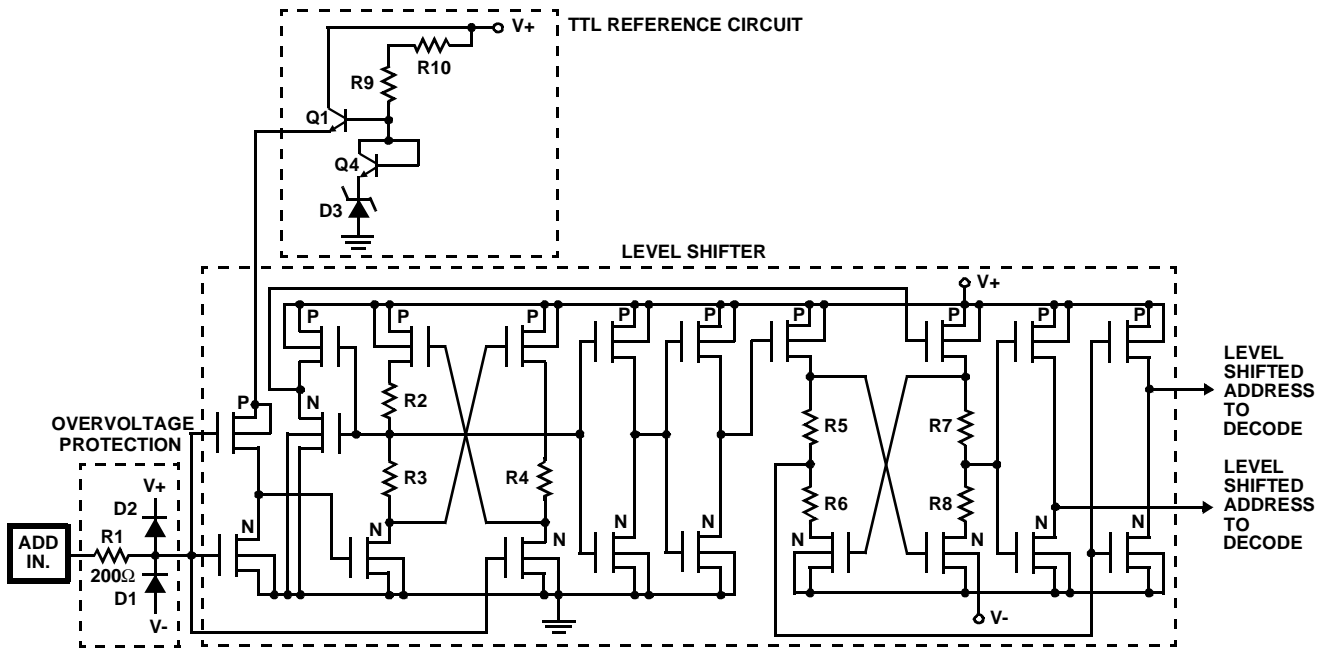 V+
TTL REFERENCE CIRCUIT
R10
R9
Q1
Q4
D3
LEVEL SHIFTER
V+
P
P
P
P
P
P
P
P
P
P
N
R2
R3
R4
R5
R6
R7
R8
N
N
N
N
N
N
N
N
N
N
OVERVOLTAGE
PROTECTION
V+
D2
R1
200Ω
D1
V-
ADD
IN.
V-
LEVEL
SHIFTED
ADDRESS
TO
DECODE
LEVEL
SHIFTED
ADDRESS
TO
DECODE